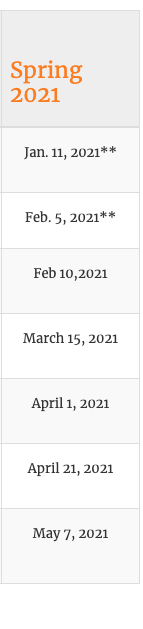 Spring
2021
Jan. 11, 2021**
Feb. 5, 2021**
Feb 10,2021
March 15, 2021
April 1, 2021
April 21, 2021
May 7, 2021